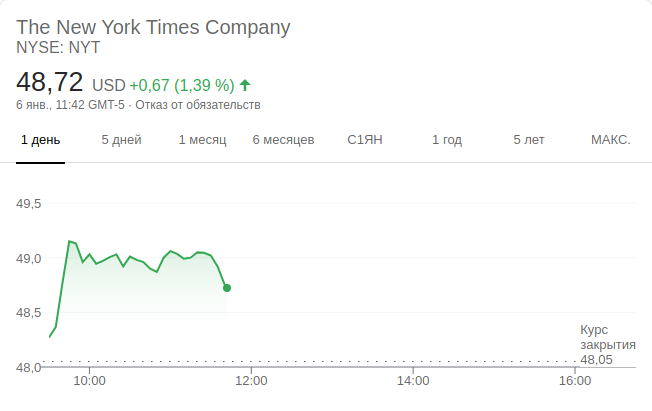 The New York Times Company
NYSE: NYT
48,72 USD +0,67 (1,39 %)
6 янв., 11:42 GMT-5 · Отказ от обязательств
1 день 5 дней 1 месяц 6 месяцев С1ЯН 1 год 5 лет МАКС.
49,5
49,0
48,5
48,0
Курс
закрытия
48,05
10:00 12:00 14:00 16:00